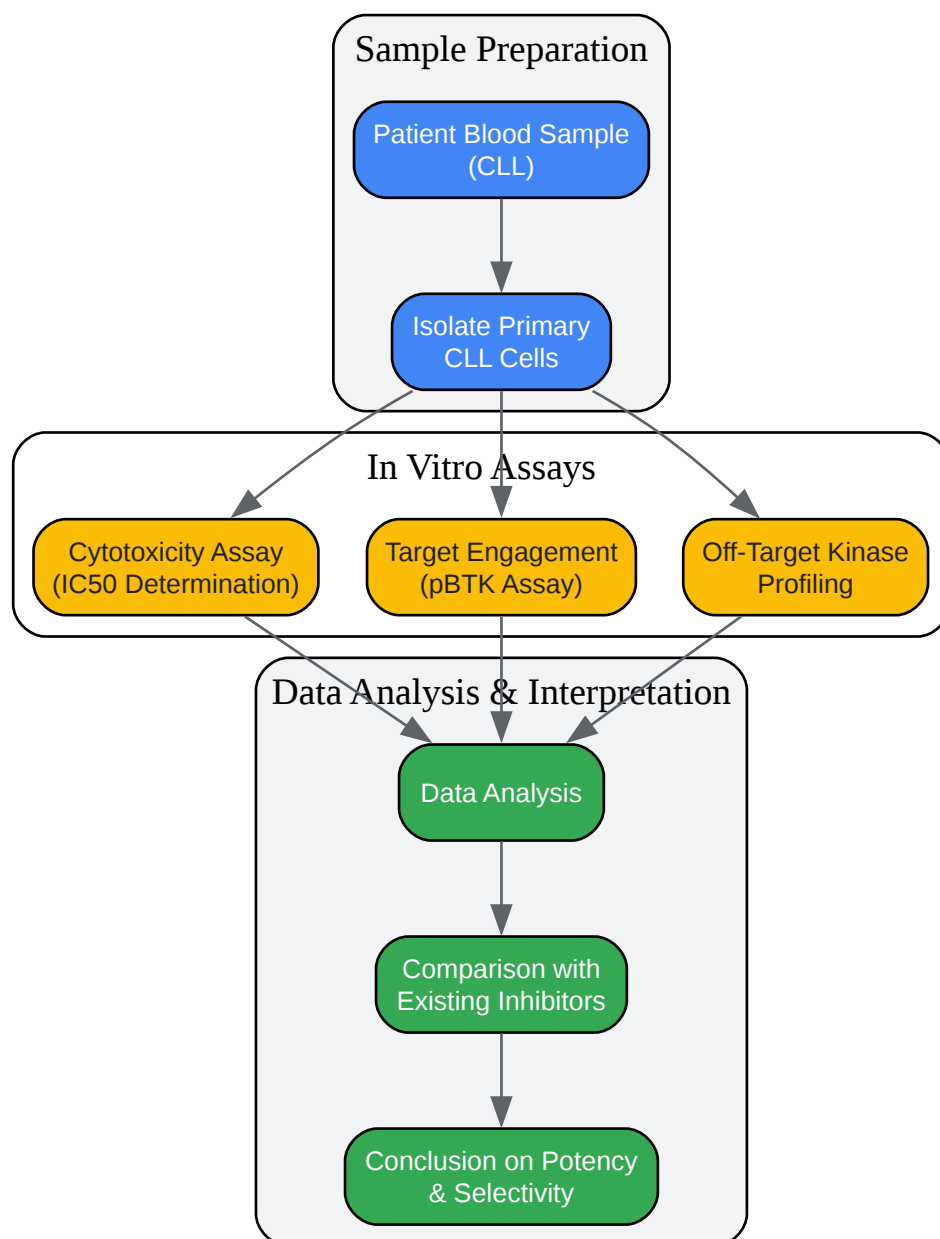 Sample Preparation
Patient Blood Sample
(CLL)
Isolate Primary
CLL Cells
In Vitro Assays
Cytotoxicity Assay
(IC50 Determination)
Target Engagement
(pBTK Assay)
Off-Target Kinase
Profiling
Data Analysis & Interpretation
Data Analysis
Comparison with
Existing Inhibitors
Conclusion on Potency
& Selectivity